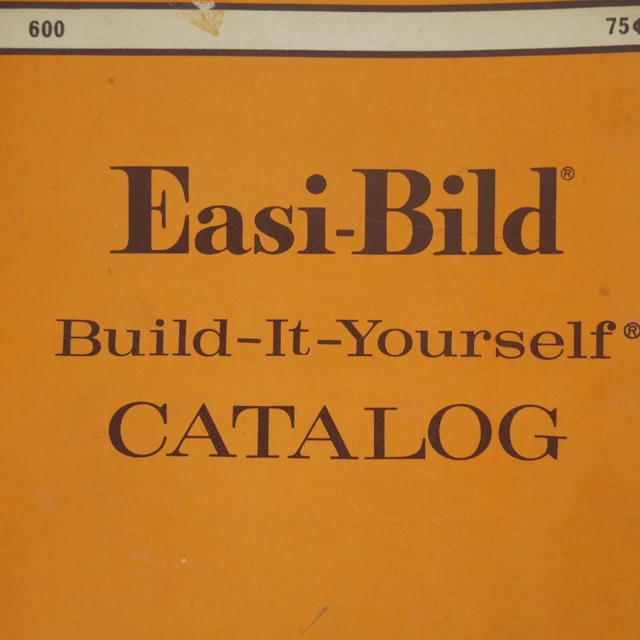 600 75¢
Easi-Bild®
Build-It-Yourself®
CATALOG